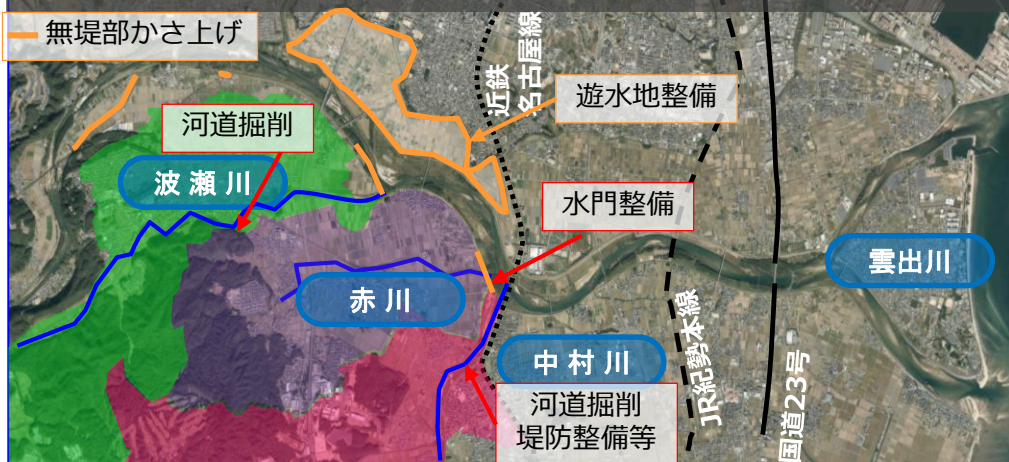 無堤部かさ上げ
近鉄
名古屋線
遊水地整備
河道掘削
波瀬川
水門整備
雲出川
赤川
中村川
JR紀勢本線
国道23号
河道掘削
堤防整備等